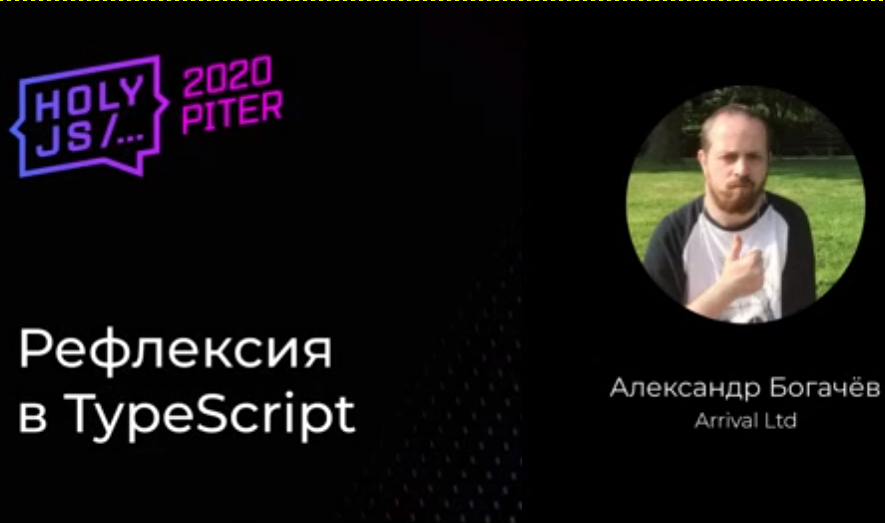 HOLY
JS/...
2020
PITER
Рефлексия
в TypeScript
Александр Богачёв
Arrival Ltd